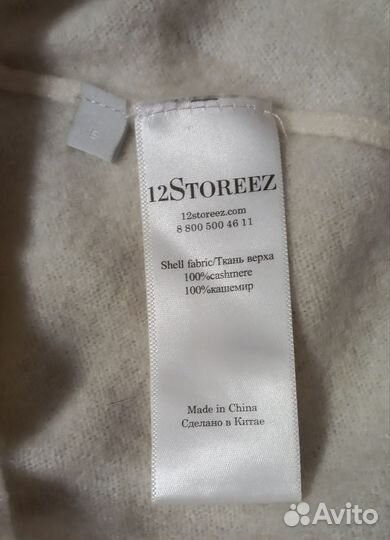 S
12STOREEZ
12storeez.com
8 800 500 46 11
Shell fabric/Ткань верха
100%cashmere
100%кашемир
Made in China
Сделано в Китае
Avito